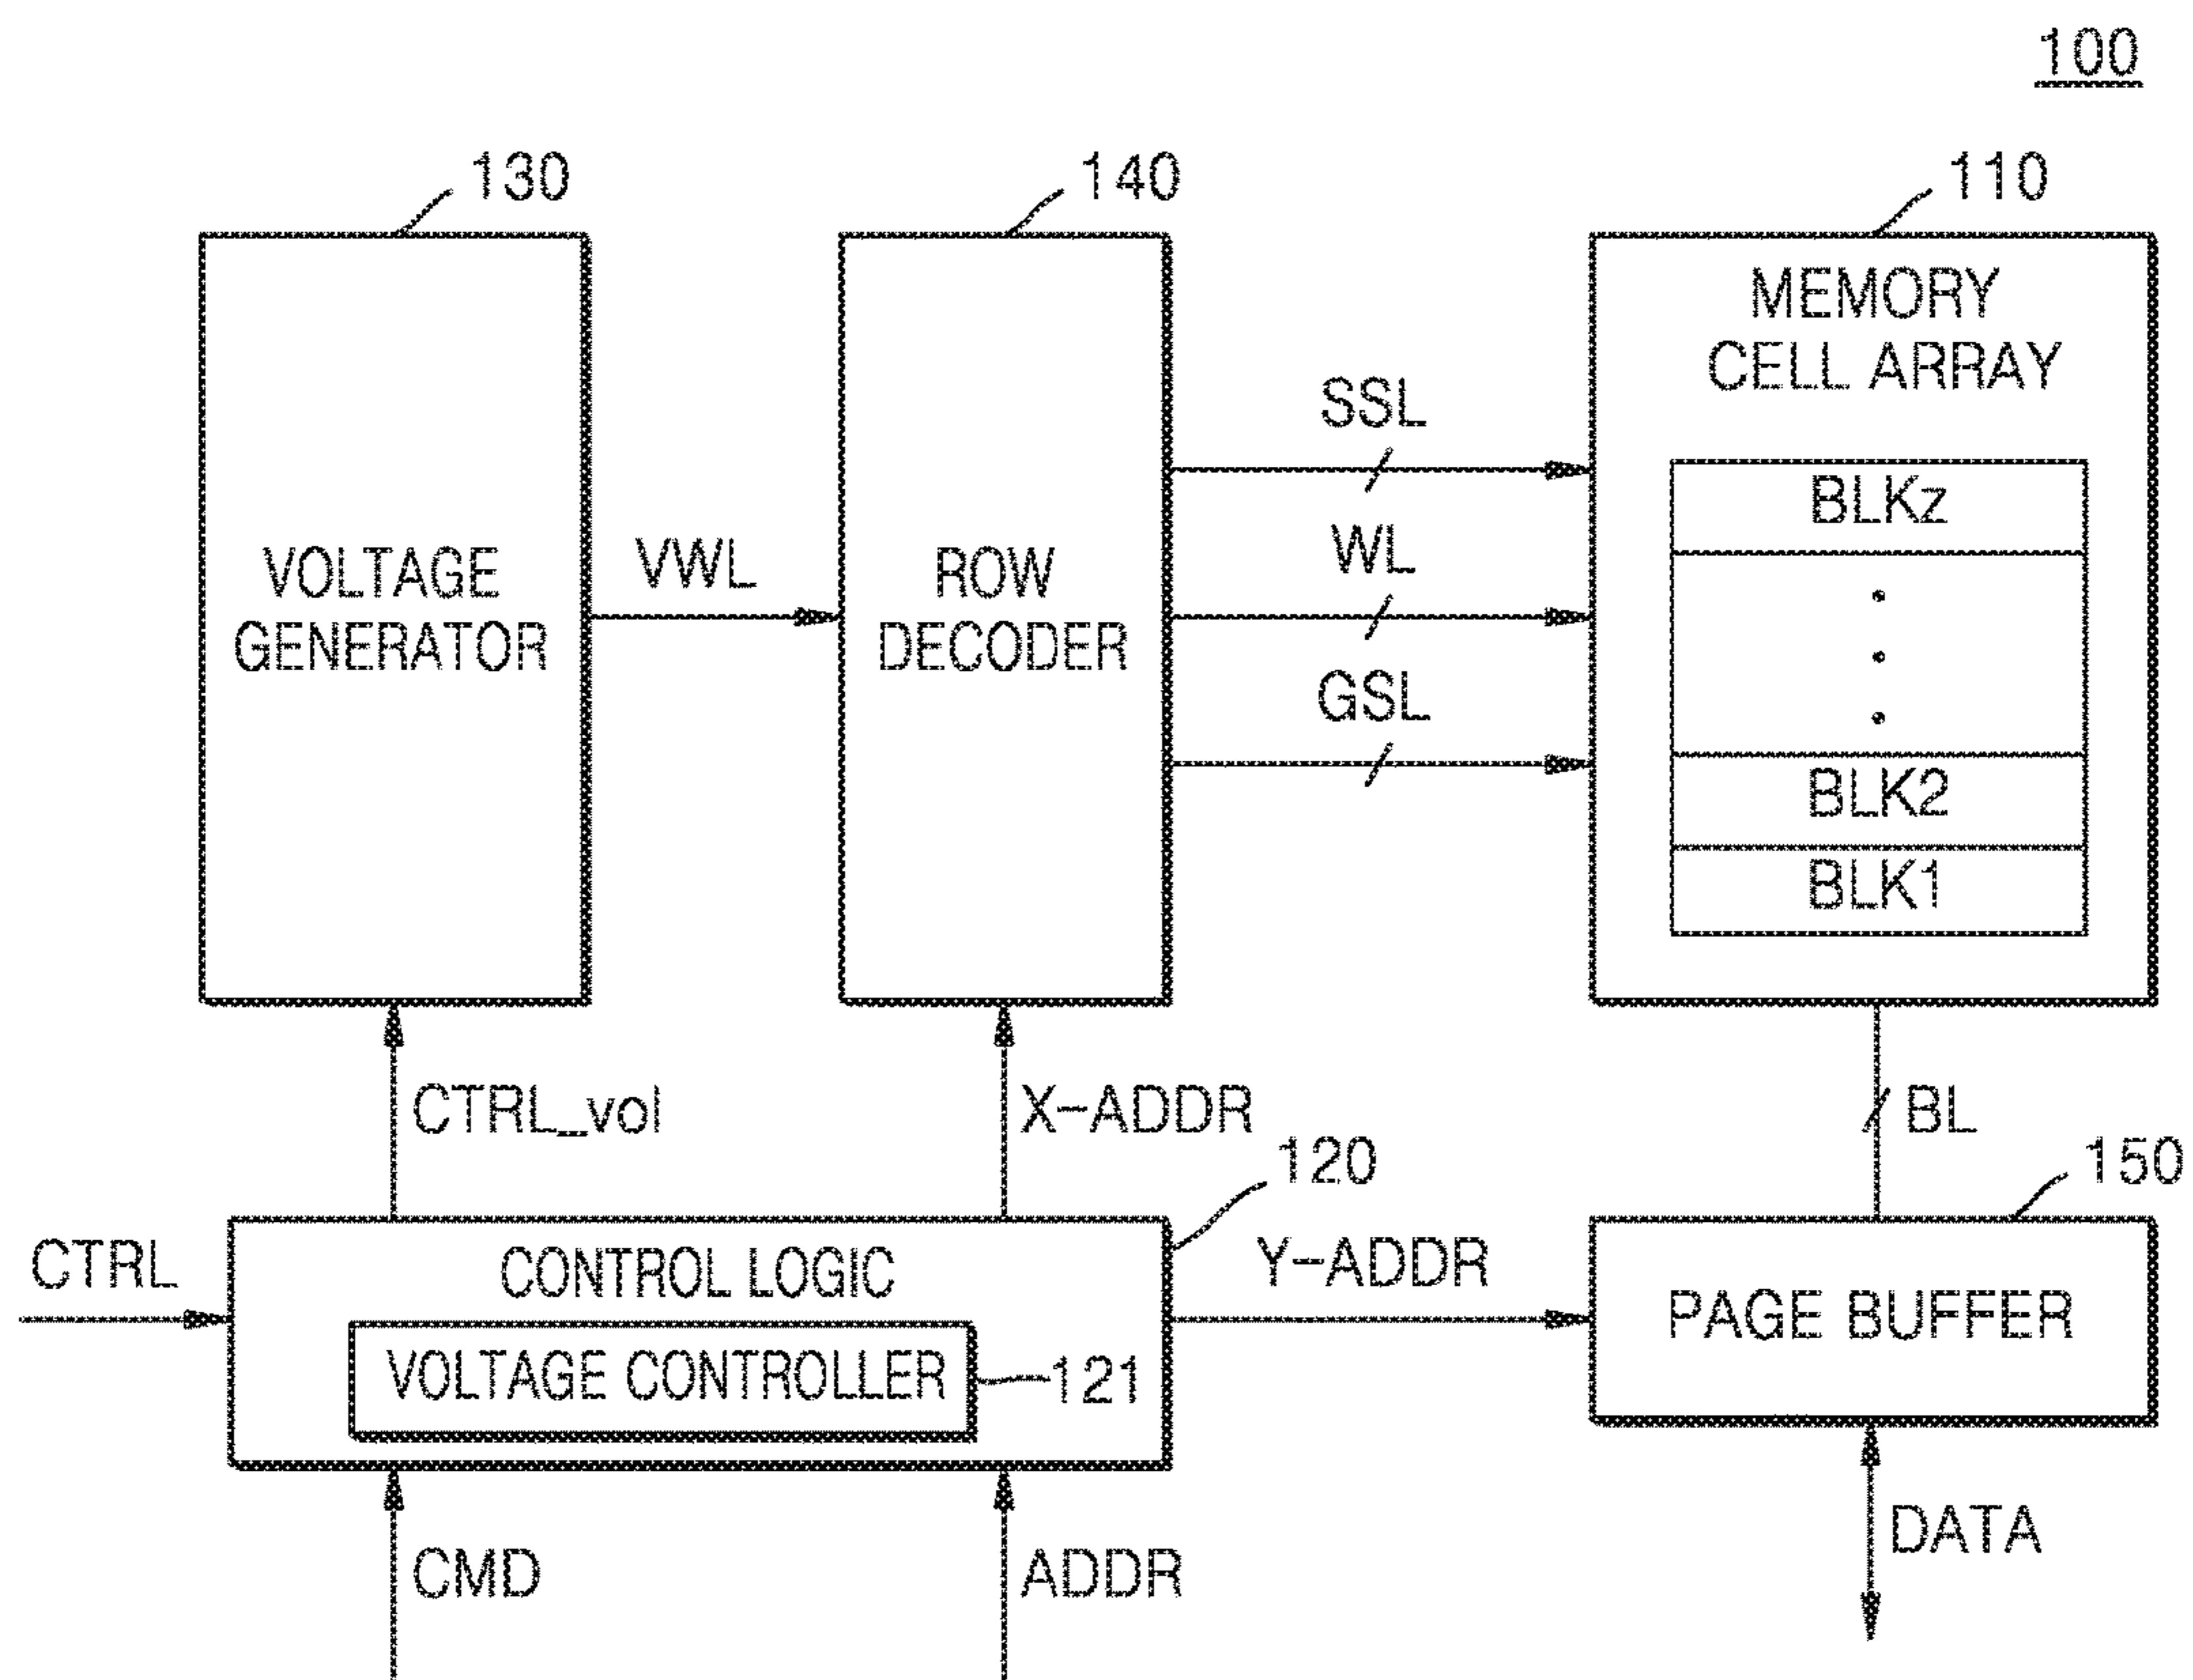 100
130
140
110
MEMORY
CELL ARRAY
SSL
BLKz
WL
VOLTAGE
GENERATOR
VWL
ROW
DECODER
GSL
BLK2
BLK1
CTRL_vol
X-ADDR
BL
120
150
CTRL
CONTROL LOGIC
Y-ADDR
PAGE BUFFER
VOLTAGE CONTROLLER
121
CMD
ADDR
DATA